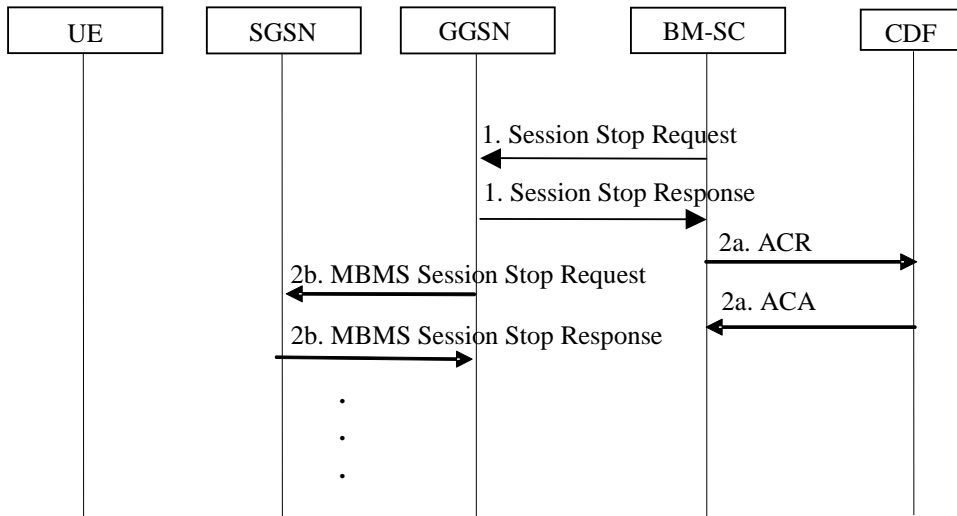 UE
SGSN
GGSN
BM-SC
CDF
1. Session Stop Request
1. Session Stop Response
2a. ACR
2b. MBMS Session Stop Request
2a. ACA
2b. MBMS Session Stop Response
.
.
.